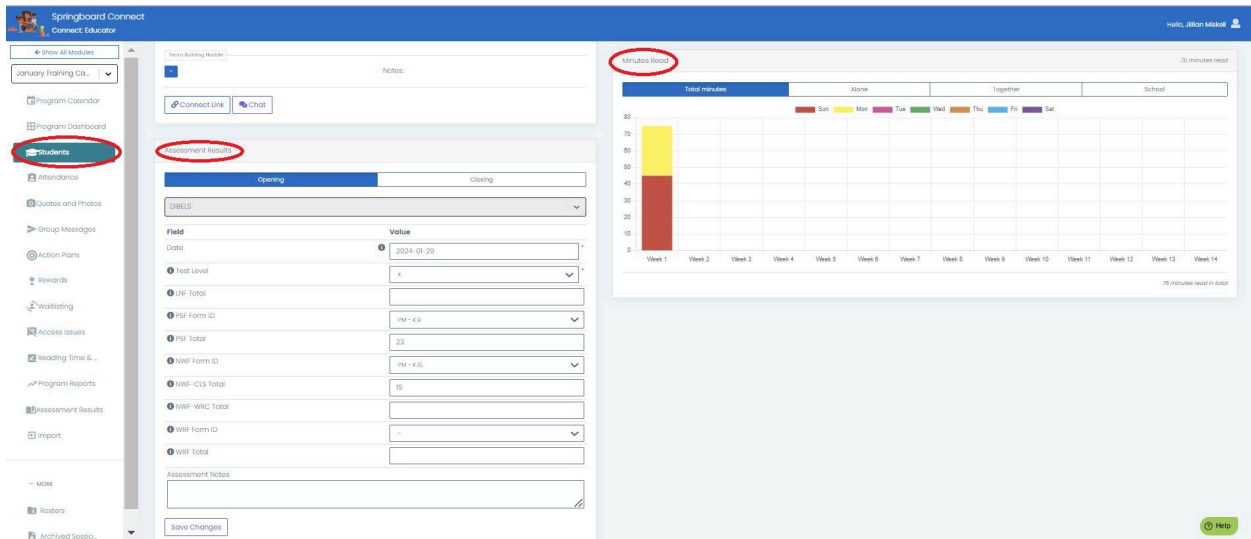 Springboard Connect
Connect: Educator
Hello, Jillian Miskell
← Show All Modules
January Training Ca...
Program Calendar
Program Dashboard
Students
Attendance
Quotes and Photos
Group Messages
Action Plans
Rewards
Waitlisting
Access Issues
Reading Time & ...
Program Reports
Assessment Results
Import
— MORE
Rosters
Archived Sessio...
Team Building Huddle
-
Notes:
Connect Link
Chat
Assessment Results
Opening
Closing
DIBELS
Field Value
Date 2024-01-29 *
Test Level K *
LNF Total
PSF Form ID
PSF Total 23
NWF Form ID PM - K.15
NWF-CLS Total 15
NWF-WRC Total
WRF Form ID -
WRF Total
Assessment Notes
Save Changes
Minutes Read 75 minutes read
Total minutes Alone Together School
Sun Mon Tue Wed Thu Fri Sat
80
70
60
50
40
30
20
10
0
Week 1 Week 2 Week 3 Week 4 Week 5 Week 6 Week 7 Week 8 Week 9 Week 10 Week 11 Week 12 Week 13 Week 14
75 minutes read in total
Help